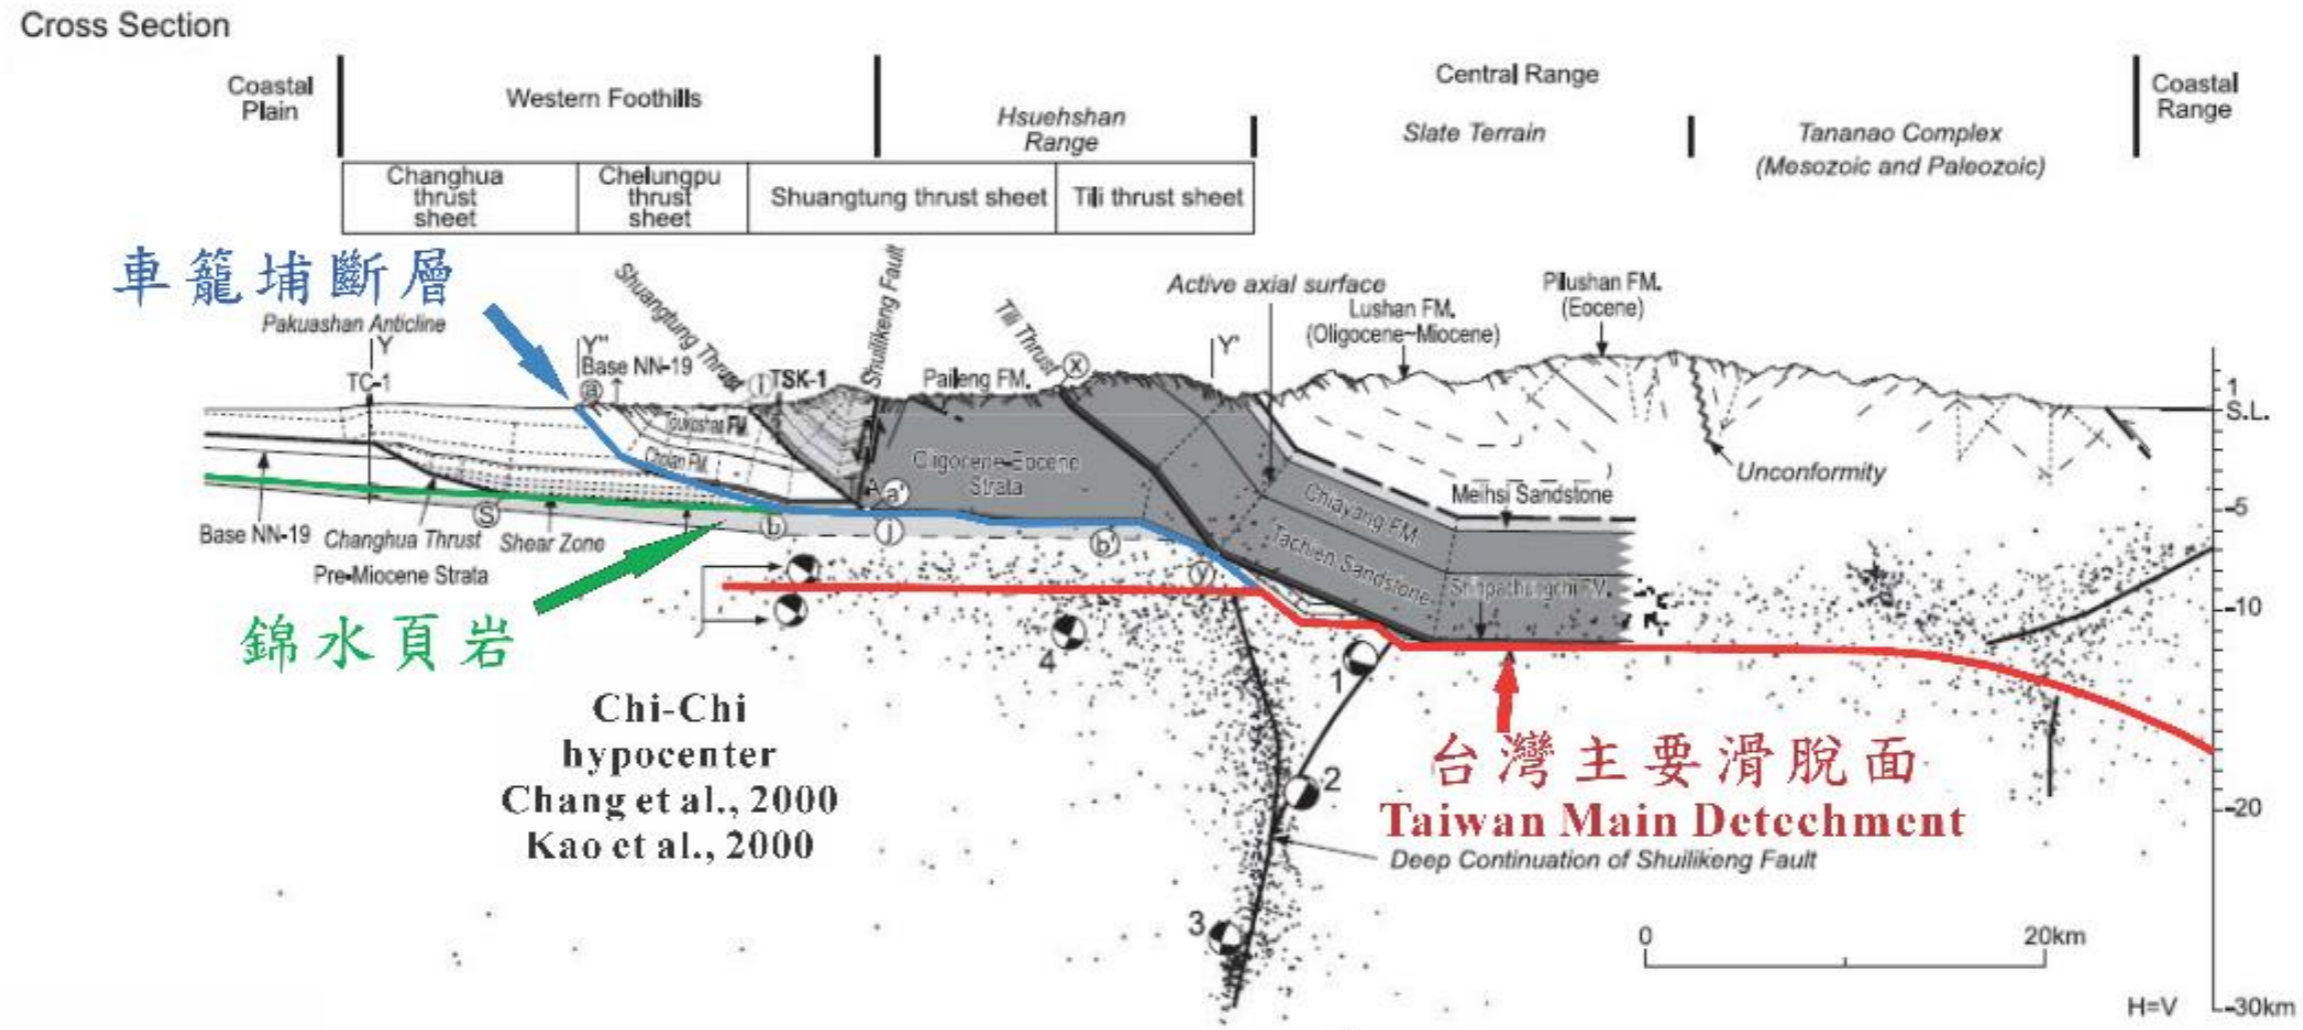 Cross Section
Coastal
Plain
Western Foothills
Hsuehshan
Range
Central Range
Slate Terrain
Tananao Complex
(Mesozoic and Paleozoic)
Coastal
Range
Changhua
thrust
sheet
Chelungpu
thrust
sheet
Shuangtung thrust sheet
Tili thrust sheet
車籠埔斷層
Pakuashan Anticline
Y
TC-1
Y"
Base NN-19
a
Shuangtung Thrust
i
TSK-1
Shuilikeng Fault
Paileng FM.
Tili Thrust
X
Y'
Active axial surface
Lushan FM.
(Oligocene~Miocene)
Pilushan FM.
(Eocene)
1
S.L.
-5
-10
-20
-30km
Cholan FM.
A
a'
Oligocene-Eocene
Strata
Chiayang FM.
Tachien Sandstone
Meihsi Sandstone
Unconformity
Base NN-19
Changhua Thrust
S
Shear Zone
Pre-Miocene Strata
b
j
b'
y
錦水頁岩
Chi-Chi
hypocenter
Chang et al., 2000
Kao et al., 2000
4
1
2
3
台灣主要滑脫面
Taiwan Main Detechment
Deep Continuation of Shuilikeng Fault
0
20km
H=V